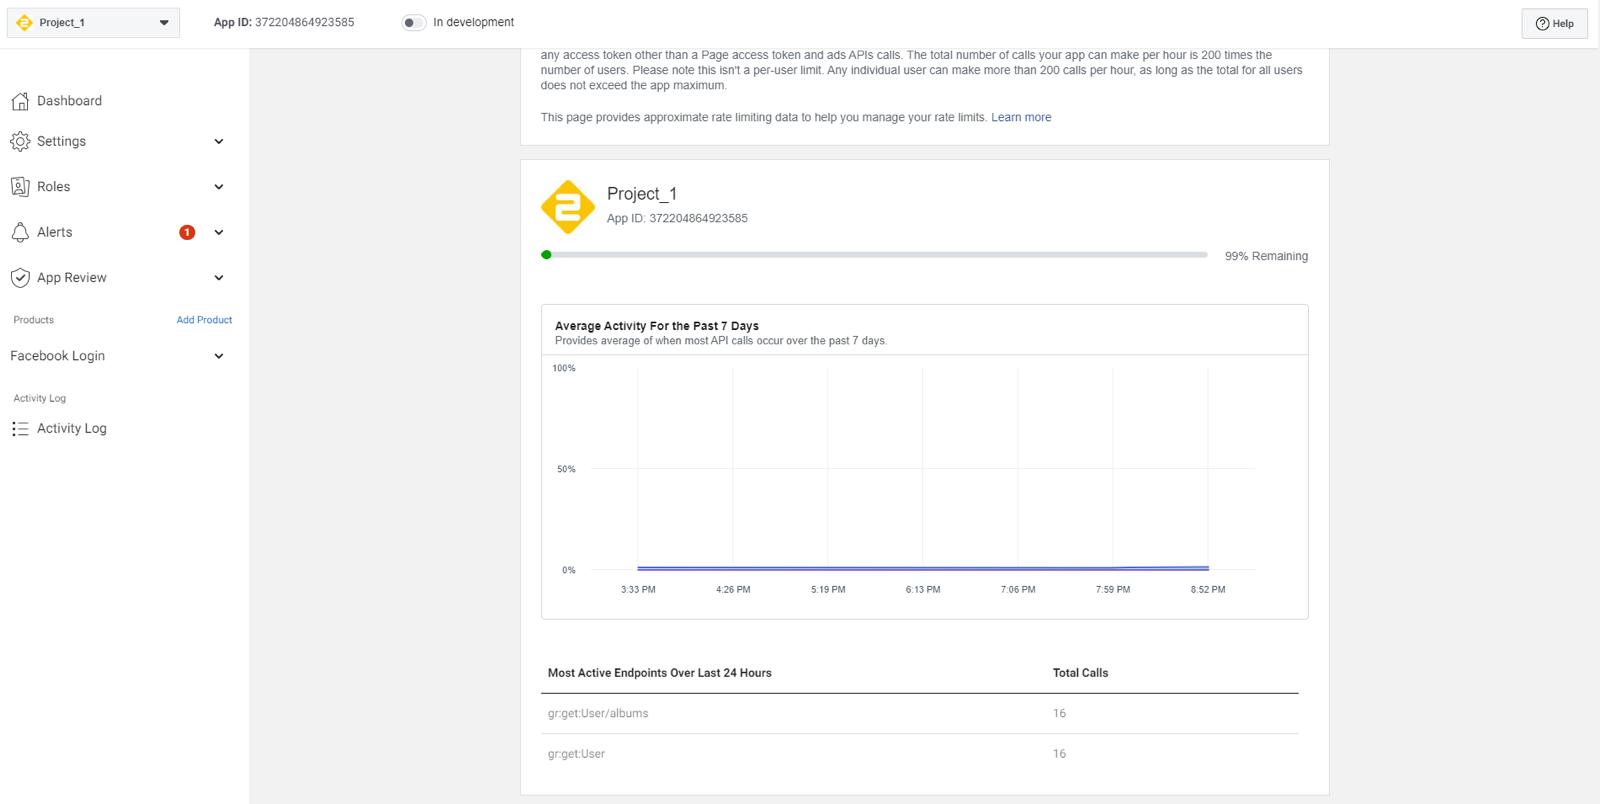 Project_1
App ID: 372204864923585
In development
Help
Dashboard
Settings
Roles
Alerts
1
App Review
Products
Add Product
Facebook Login
Activity Log
Activity Log
any access token other than a Page access token and ads APIs calls. The total number of calls your app can make per hour is 200 times the
number of users. Please note this isn't a per-user limit. Any individual user can make more than 200 calls per hour, as long as the total for all users
does not exceed the app maximum.
This page provides approximate rate limiting data to help you manage your rate limits. Learn more
Project_1
App ID: 372204864923585
99% Remaining
Average Activity For the Past 7 Days
Provides average of when most API calls occur over the past 7 days.
100%
50%
0%
3:33 PM 4:26 PM 5:19 PM 6:13 PM 7:06 PM 7:59 PM 8:52 PM
Most Active Endpoints Over Last 24 Hours Total Calls
gr:get:User/albums 16
gr:get:User 16